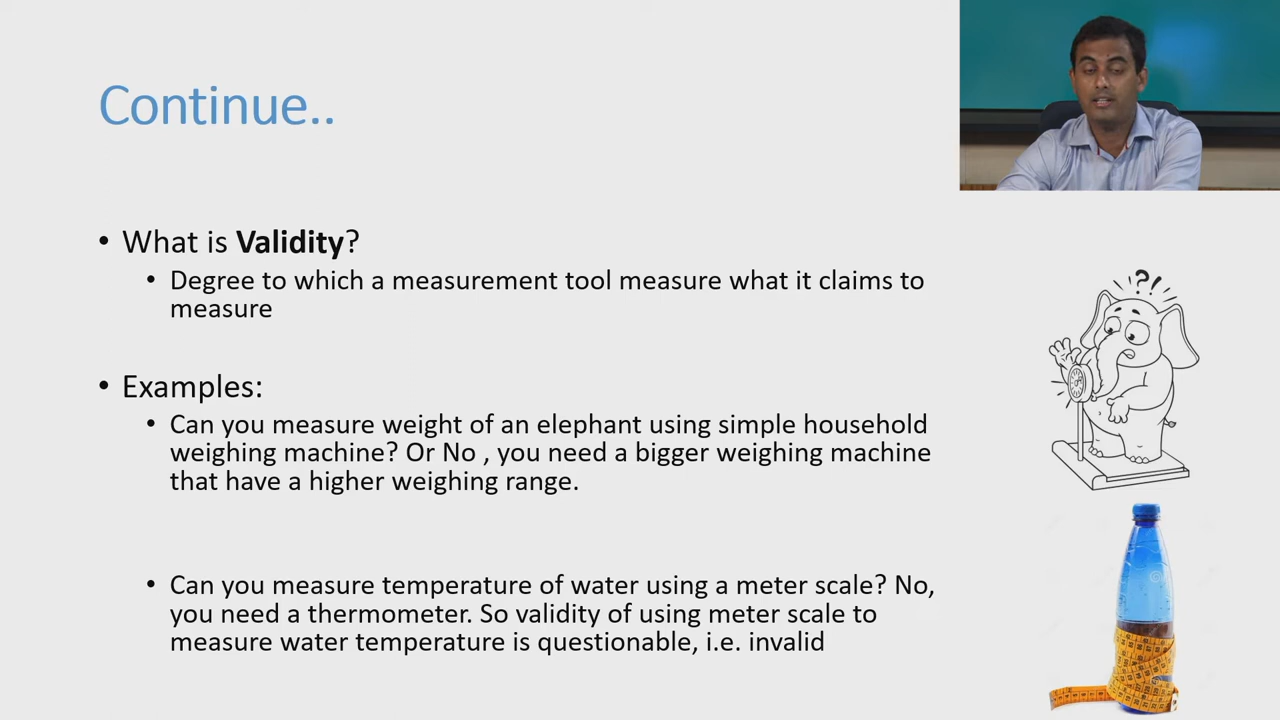 Continue..
• What is Validity?
• Degree to which a measurement tool measure what it claims to
measure
• Examples:
• Can you measure weight of an elephant using simple household
weighing machine? Or No , you need a bigger weighing machine
that have a higher weighing range.
• Can you measure temperature of water using a meter scale? No,
you need a thermometer. So validity of using meter scale to
measure water temperature is questionable, i.e. invalid
?!